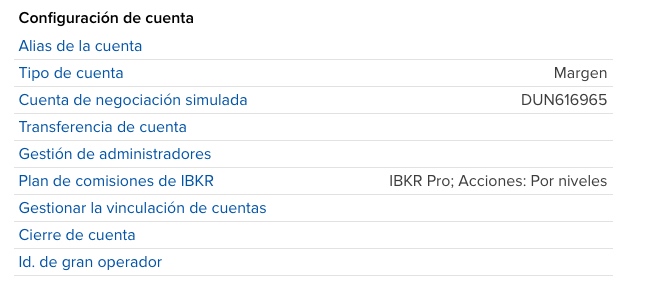 Configuración de cuenta
Alias de la cuenta
Tipo de cuenta Margen
Cuenta de negociación simulada DUN616965
Transferencia de cuenta
Gestión de administradores
Plan de comisiones de IBKR IBKR Pro; Acciones: Por niveles
Gestionar la vinculación de cuentas
Cierre de cuenta
Id. de gran operador